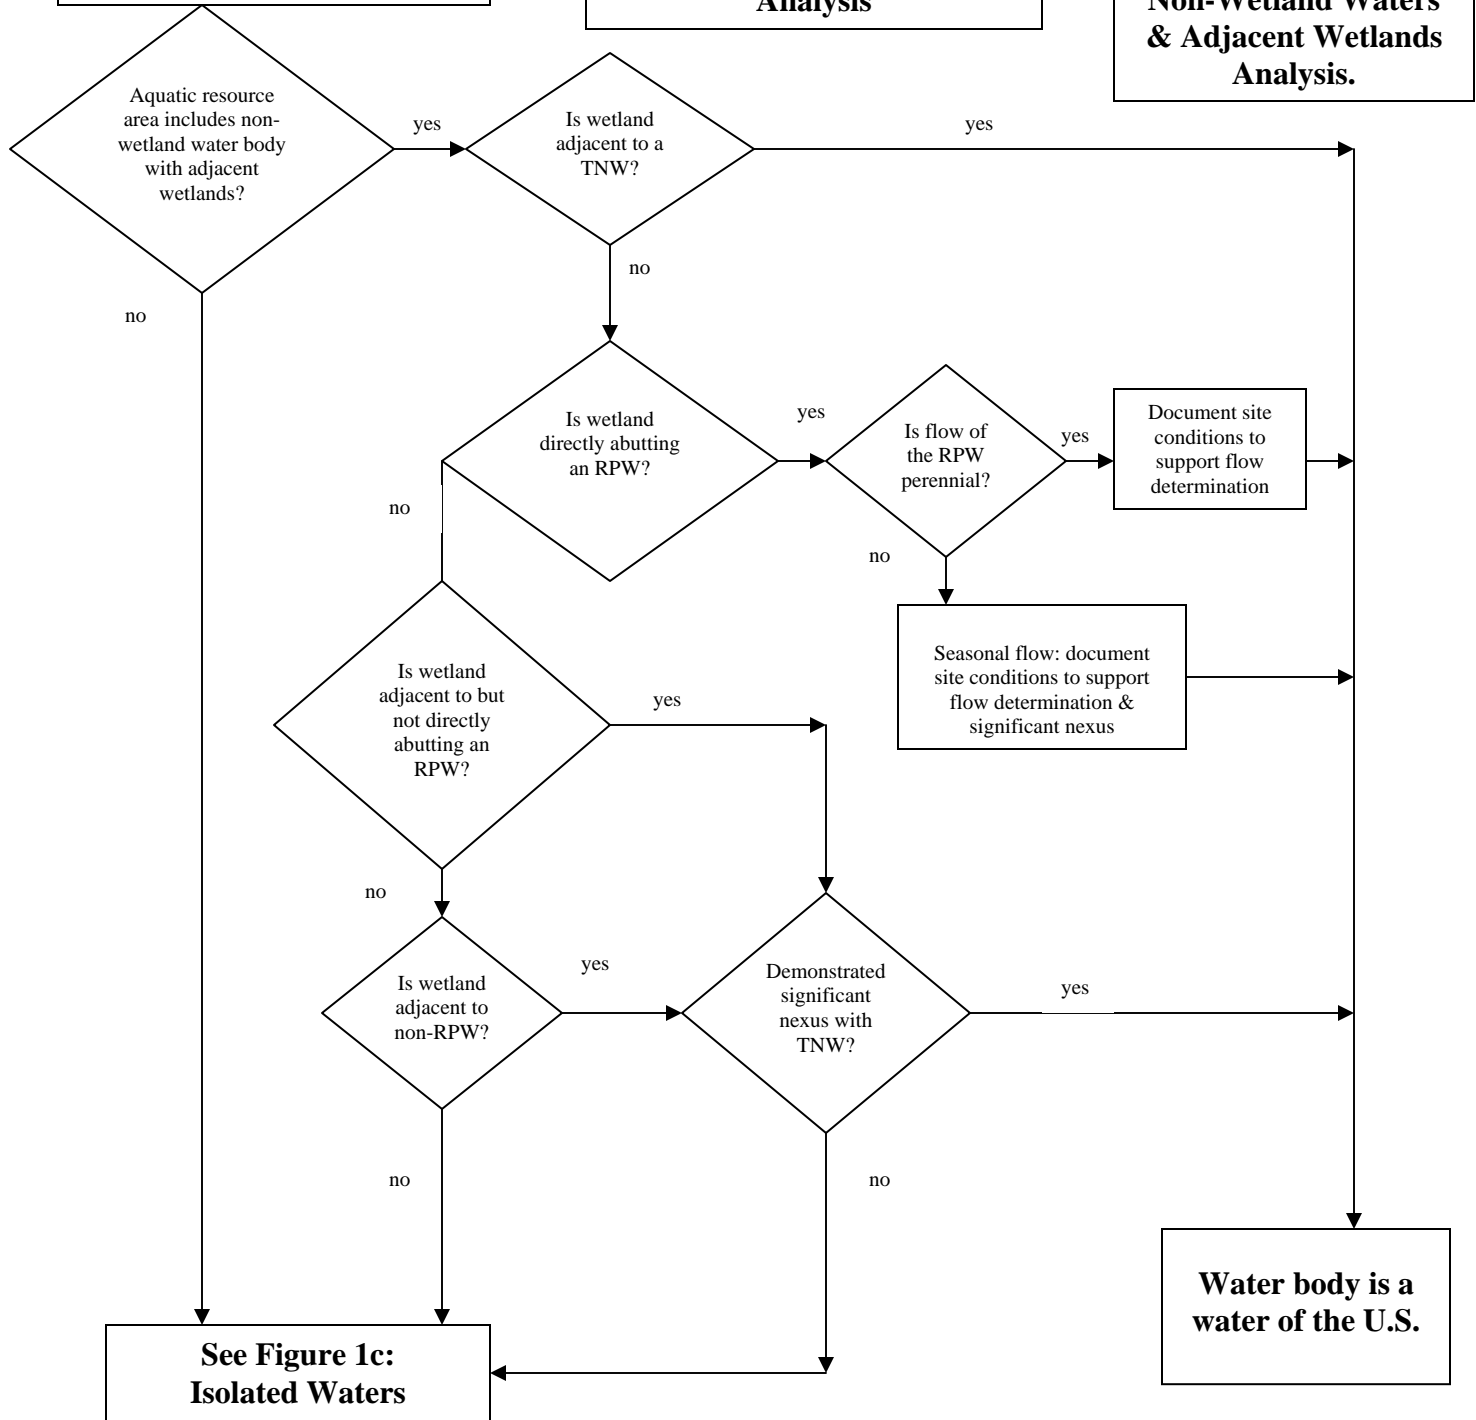 Analysis
Non-Wetland Waters
& Adjacent Wetlands
Analysis.
Aquatic resource
area includes non-
wetland water body
with adjacent
wetlands?
yes
Is wetland
adjacent to a
TNW?
yes
no
no
Is wetland
directly abutting
an RPW?
yes
Is flow of
the RPW
perennial?
yes
Document site
conditions to
support flow
determination
no
no
Seasonal flow: document
site conditions to support
flow determination &
significant nexus
Is wetland
adjacent to but
not directly
abutting an
RPW?
yes
no
Is wetland
adjacent to
non-RPW?
yes
Demonstrated
significant
nexus with
TNW?
yes
no
no
Water body is a
water of the U.S.
See Figure 1c:
Isolated Waters